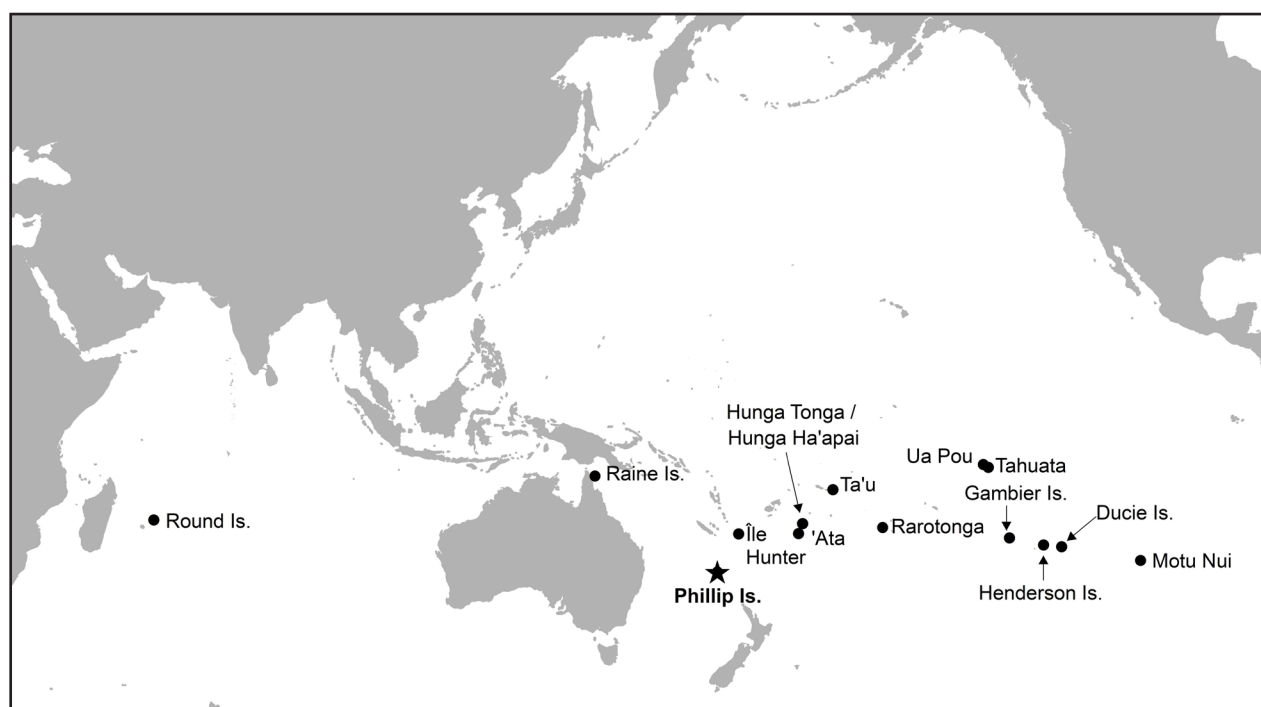 Hunga Tonga /
Hunga Ha'apai
Ua Pou
Tahuata
Gambier Is.
Raine Is.
Ta'u
Ducie Is.
Round Is.
Île
Hunter
'Ata
Rarotonga
Motu Nui
Henderson Is.
Phillip Is.